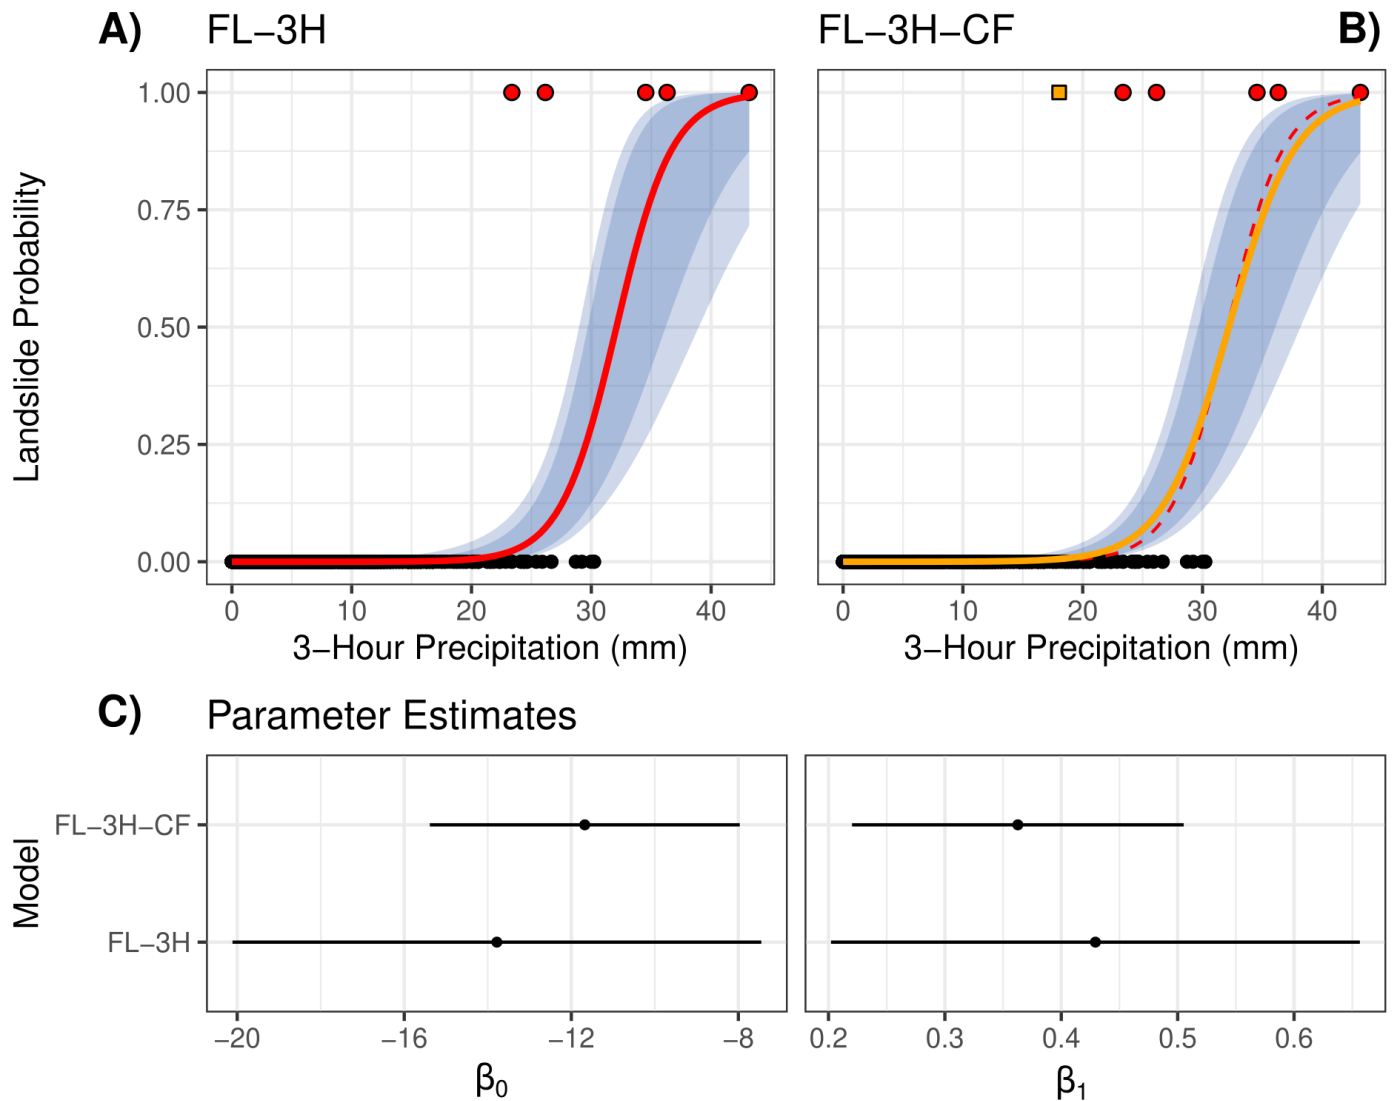 A) FL−3H
FL−3H−CF B)
Landslide Probability
1.00
0.75
0.50
0.25
0.00
0 10 20 30 40
3−Hour Precipitation (mm)
1.00
0 10 20 30 40
3−Hour Precipitation (mm)
C) Parameter Estimates
Model
FL−3H−CF
FL−3H
−20 −16 −12 −8
β₀
0.2 0.3 0.4 0.5 0.6
β₁